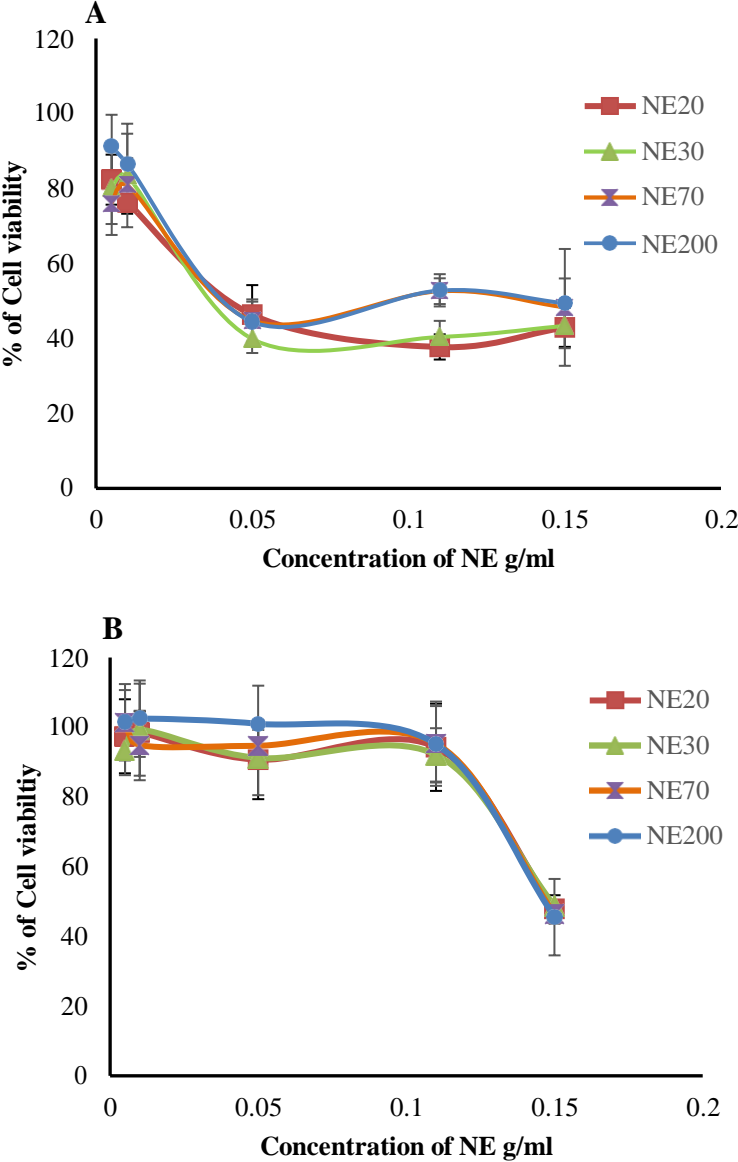 A
120
100
80
60
40
20
0
% of Cell viability
NE20
NE30
NE70
NE200
0 0.05 0.1 0.15 0.2
Concentration of NE g/ml
B
120
100
80
60
40
20
0
% of Cell viabiltiy
NE20
NE30
NE70
NE200
0 0.05 0.1 0.15 0.2
Concentration of NE g/ml